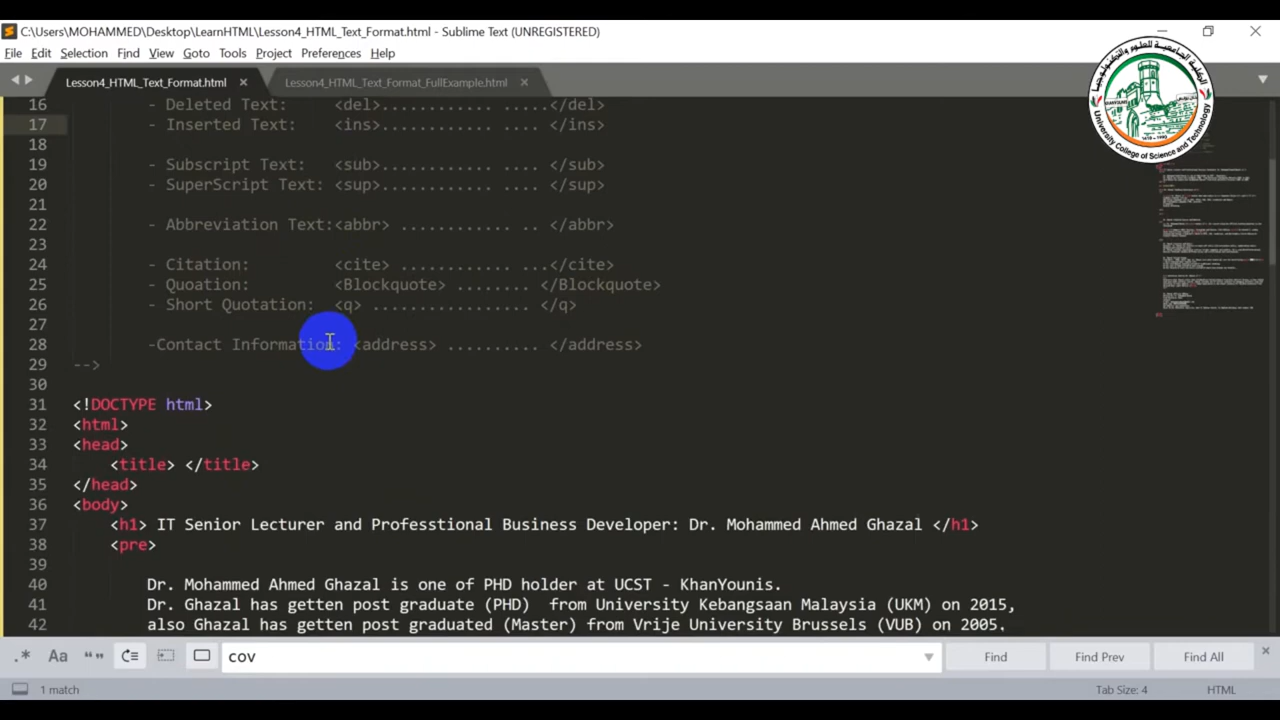 C:\Users\MOHAMMED\Desktop\LearnHTML\Lesson4_HTML_Text_Format.html - Sublime Text (UNREGISTERED)
File Edit Selection Find View Goto Tools Project Preferences Help
Lesson4_HTML_Text_Format.html Lesson4_HTML_Text_Format_FullExample.html
الكلية الجامعية للعلوم والتكنولوجيا
University College of Science and Technology
16 - Deleted Text: <del>............ .....</del>
17 - Inserted Text: <ins>............ .... </ins>
18
19 - Subscript Text: <sub>............ .... </sub>
20 - SuperScript Text: <sup>............ .... </sup>
21
22 - Abbreviation Text:<abbr> ............ .. </abbr>
23
24 - Citation: <cite> ............ ...</cite>
25 - Quoation: <Blockquote> ........ </Blockquote>
26 - Short Quotation: <q> ................. </q>
27
28 -Contact Information: <address> .......... </address>
29 -->
30
31 <!DOCTYPE html>
32 <html>
33 <head>
34 <title> </title>
35 </head>
36 <body>
37 <h1> IT Senior Lecturer and Professtional Business Developer: Dr. Mohammed Ahmed Ghazal </h1>
38 <pre>
39
40 Dr. Mohammed Ahmed Ghazal is one of PHD holder at UCST - KhanYounis.
41 Dr. Ghazal has getten post graduate (PHD) from University Kebangsaan Malaysia (UKM) on 2015,
42 also Ghazal has getten post graduated (Master) from Vrije University Brussels (VUB) on 2005.
.* Aa “” cov Find Find Prev Find All
1 match Tab Size: 4 HTML